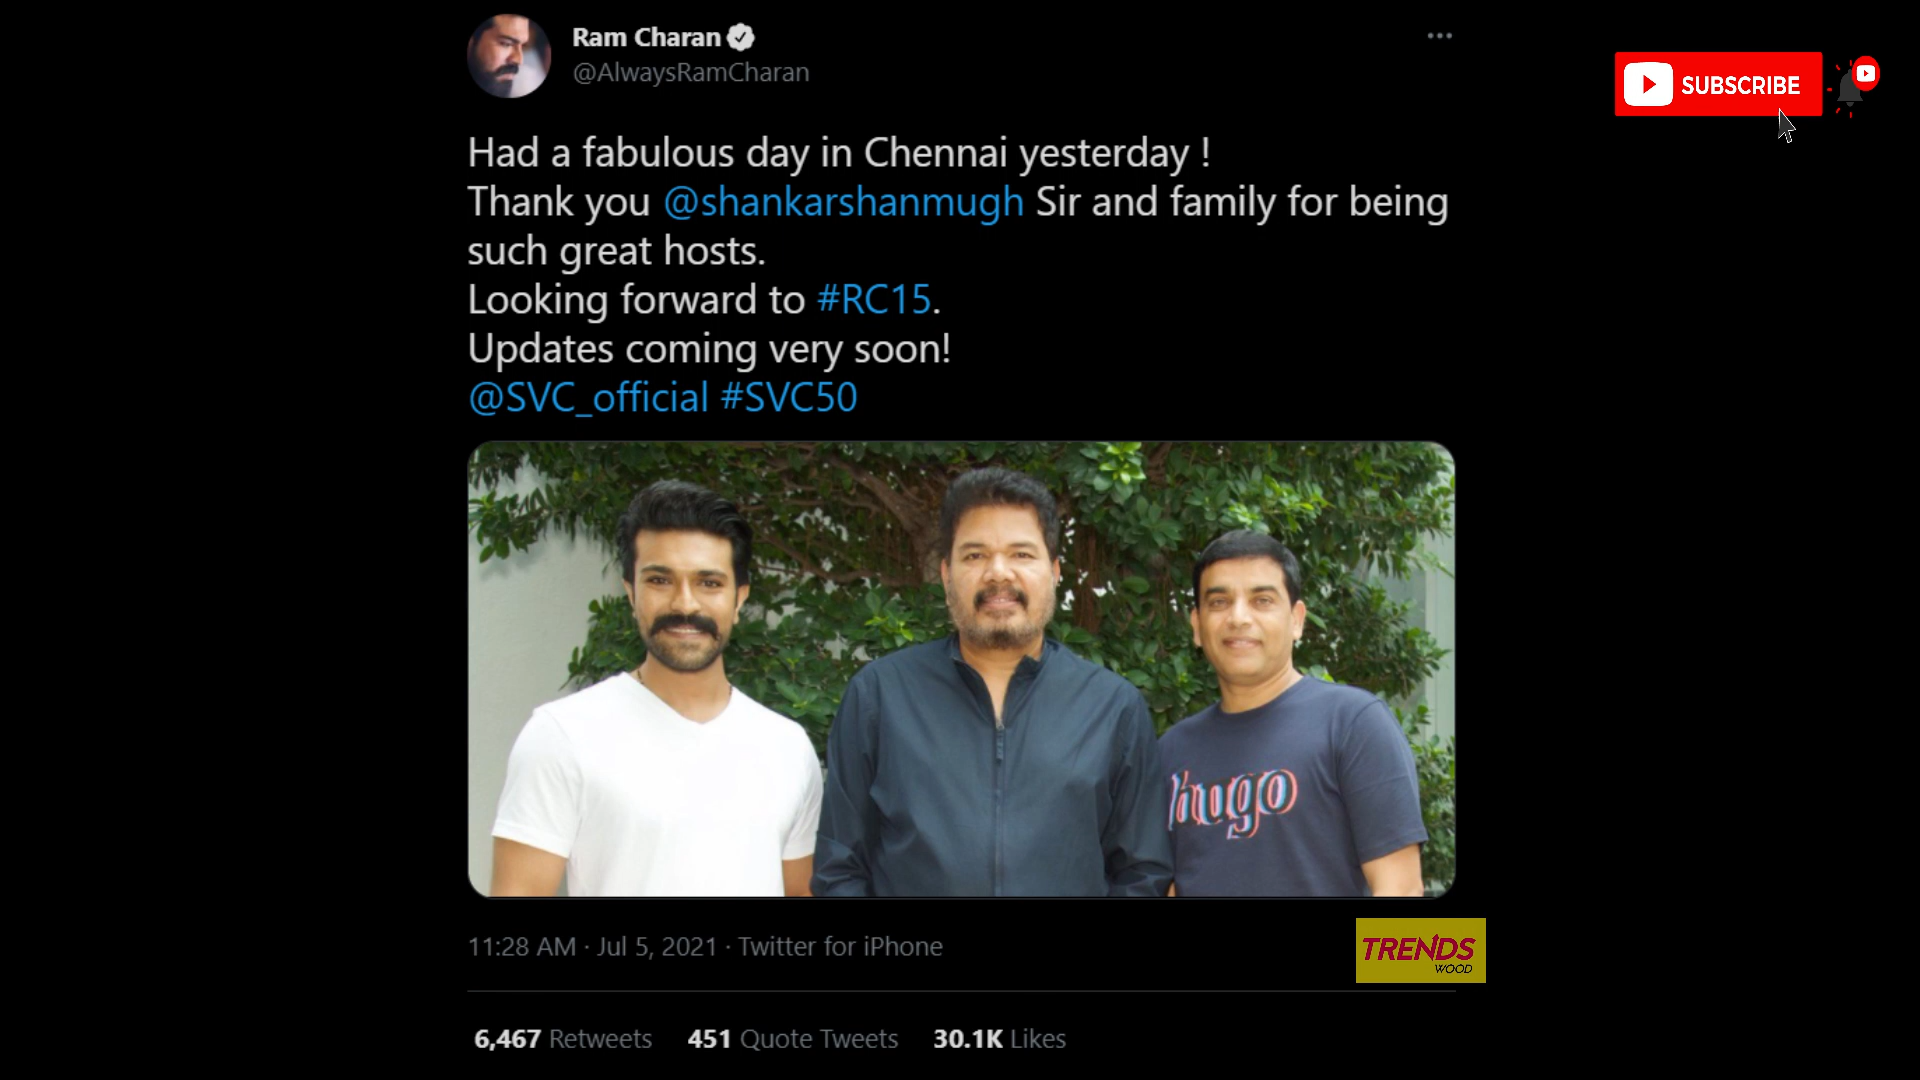 Ram Charan
@AlwaysRamCharan
SUBSCRIBE
Had a fabulous day in Chennai yesterday !
Thank you @shankarshanmugh Sir and family for being
such great hosts.
Looking forward to #RC15.
Updates coming very soon!
@SVC_official #SVC50
hugo
11:28 AM · Jul 5, 2021 · Twitter for iPhone
TRENDS
WOOD
6,467 Retweets 451 Quote Tweets 30.1K Likes